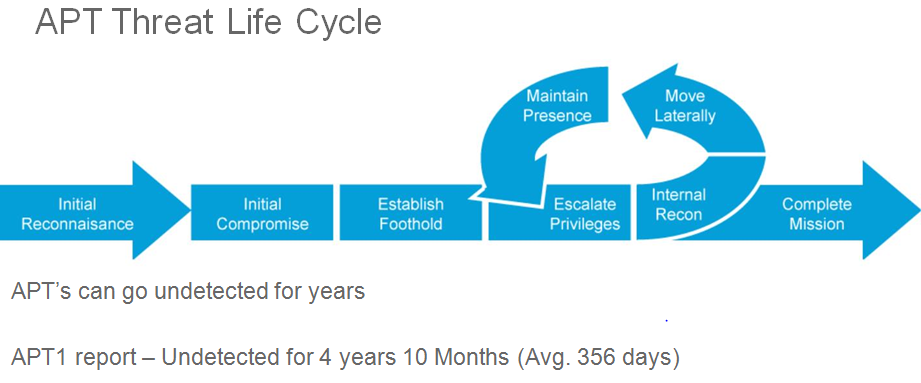 APT Threat Life Cycle
Maintain
Presence
Move
Laterally
Initial
Reconnaisance
Initial
Compromise
Establish
Foothold
Escalate
Privileges
Internal
Recon
Complete
Mission
APT’s can go undetected for years
APT1 report – Undetected for 4 years 10 Months (Avg. 356 days)